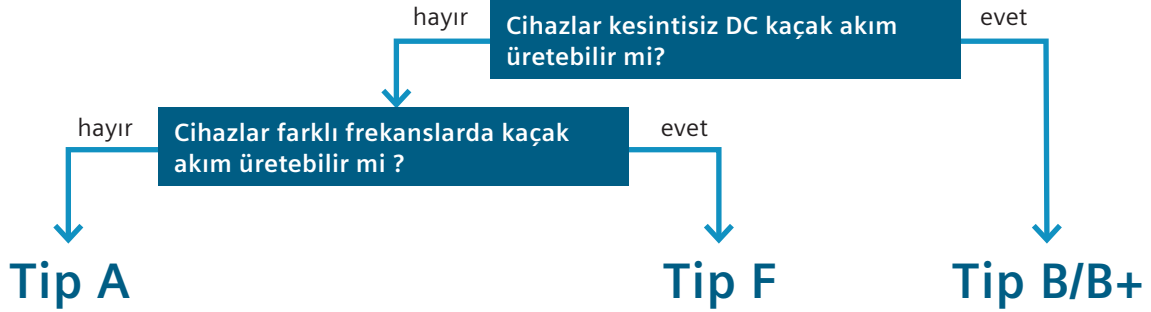 hayır
Cihazlar kesintisiz DC kaçak akım
üretebilir mi?
evet
hayır
Cihazlar farklı frekanslarda kaçak
akım üretebilir mi ?
evet
Tip A
Tip F
Tip B/B+